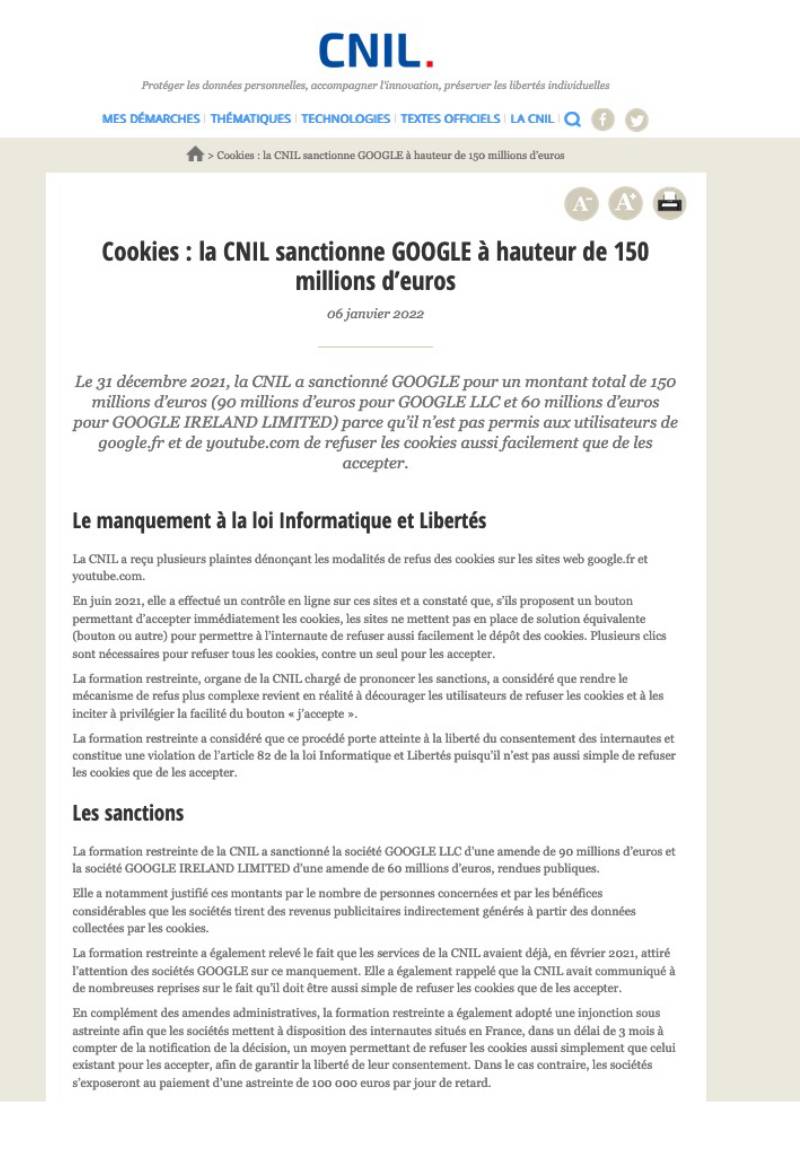 CNIL.
Protéger les données personnelles, accompagner l'innovation, préserver les libertés individuelles
MES DÉMARCHES | THÉMATIQUES | TECHNOLOGIES | TEXTES OFFICIELS | LA CNIL |
> Cookies : la CNIL sanctionne GOOGLE à hauteur de 150 millions d'euros
A- A+
Cookies : la CNIL sanctionne GOOGLE à hauteur de 150
millions d'euros
06 janvier 2022
Le 31 décembre 2021, la CNIL a sanctionné GOOGLE pour un montant total de 150
millions d'euros (90 millions d'euros pour GOOGLE LLC et 60 millions d'euros
pour GOOGLE IRELAND LIMITED) parce qu'il n'est pas permis aux utilisateurs de
google.fr et de youtube.com de refuser les cookies aussi facilement que de les
accepter.
Le manquement à la loi Informatique et Libertés
La CNIL a reçu plusieurs plaintes dénonçant les modalités de refus des cookies sur les sites web google.fr et
youtube.com.
En juin 2021, elle a effectué un contrôle en ligne sur ces sites et a constaté que, s'ils proposent un bouton
permettant d'accepter immédiatement les cookies, les sites ne mettent pas en place de solution équivalente
(bouton ou autre) pour permettre à l'internaute de refuser aussi facilement le dépôt des cookies. Plusieurs clics
sont nécessaires pour refuser tous les cookies, contre un seul pour les accepter.
La formation restreinte, organe de la CNIL chargé de prononcer les sanctions, a considéré que rendre le
mécanisme de refus plus complexe revient en réalité à décourager les utilisateurs de refuser les cookies et à les
inciter à privilégier la facilité du bouton « j'accepte ».
La formation restreinte a considéré que ce procédé porte atteinte à la liberté du consentement des internautes et
constitue une violation de l'article 82 de la loi Informatique et Libertés puisqu'il n'est pas aussi simple de refuser
les cookies que de les accepter.
Les sanctions
La formation restreinte de la CNIL a sanctionné la société GOOGLE LLC d'une amende de 90 millions d'euros et
la société GOOGLE IRELAND LIMITED d'une amende de 60 millions d'euros, rendues publiques.
Elle a notamment justifié ces montants par le nombre de personnes concernées et par les bénéfices
considérables que les sociétés tirent des revenus publicitaires indirectement générés à partir des données
collectées par les cookies.
La formation restreinte a également relevé le fait que les services de la CNIL avaient déjà, en février 2021, attiré
l'attention des sociétés GOOGLE sur ce manquement. Elle a également rappelé que la CNIL avait communiqué à
de nombreuses reprises sur le fait qu'il doit être aussi simple de refuser les cookies que de les accepter.
En complément des amendes administratives, la formation restreinte a également adopté une injonction sous
astreinte afin que les sociétés mettent à disposition des internautes situés en France, dans un délai de 3 mois à
compter de la notification de la décision, un moyen permettant de refuser les cookies aussi simplement que celui
existant pour les accepter, afin de garantir la liberté de leur consentement. Dans le cas contraire, les sociétés
s'exposeront au paiement d'une astreinte de 100 000 euros par jour de retard.